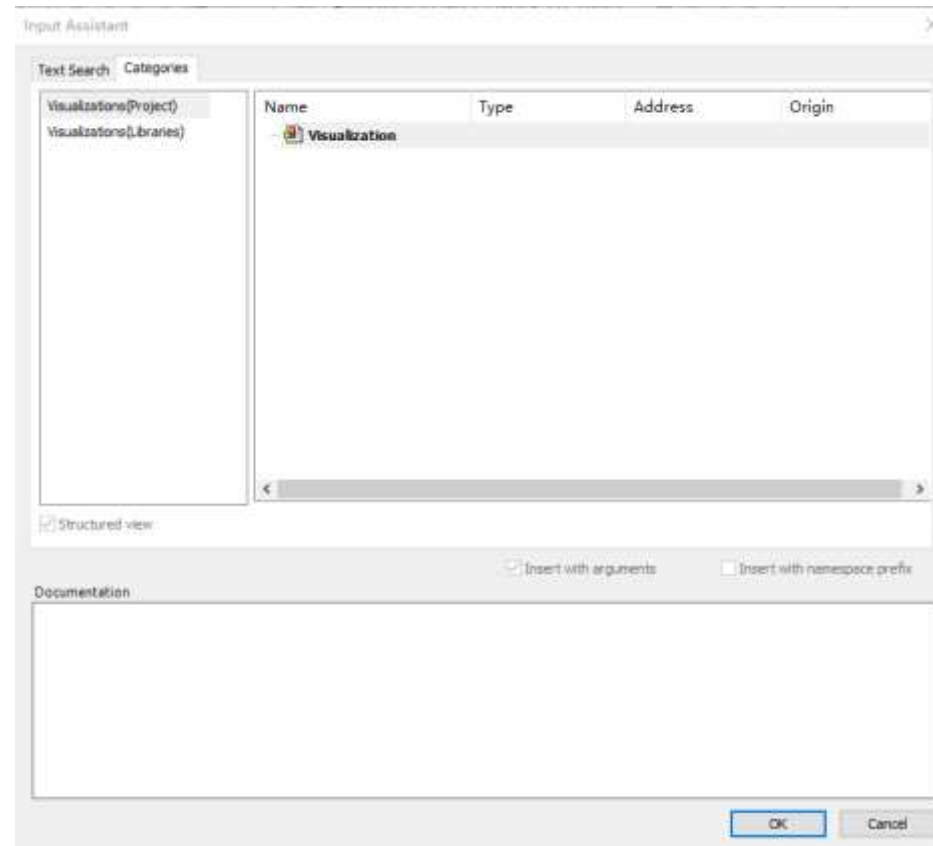 Input Assistant
Text Search Categories
Visualizations(Project)
Visualizations(Libraries)
Name Type Address Origin
Visualization
Structured view
Insert with arguments Insert with namespace prefix
Documentation
OK Cancel